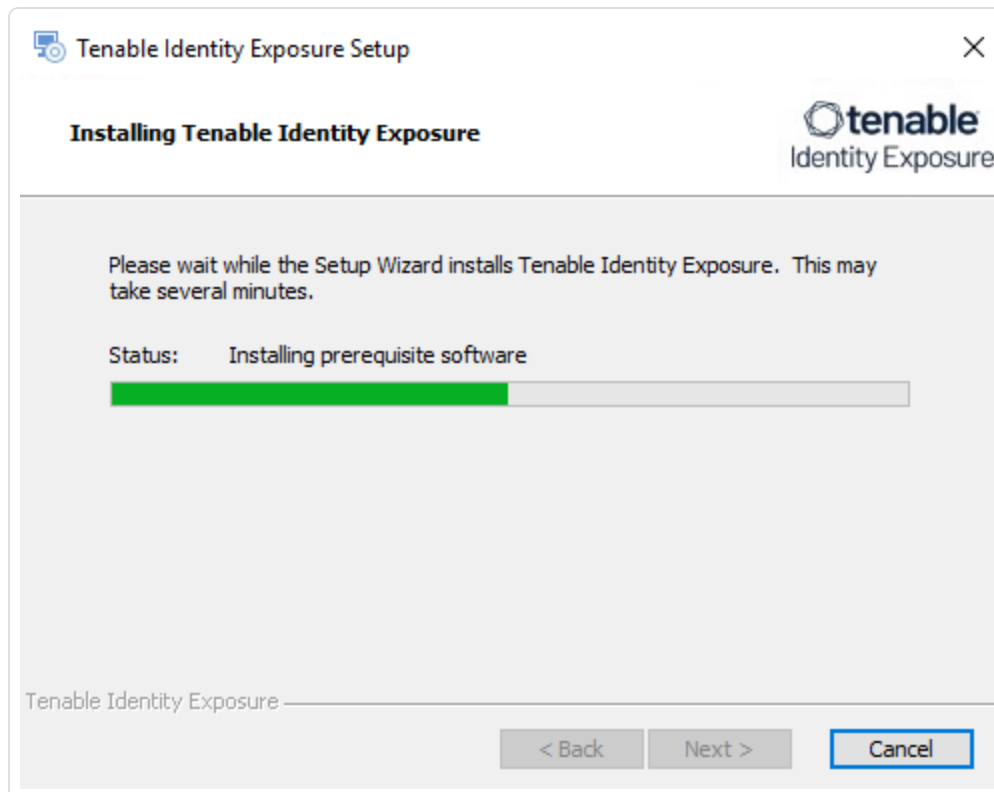 Tenable Identity Exposure Setup
Installing Tenable Identity Exposure
tenable
Identity Exposure
Please wait while the Setup Wizard installs Tenable Identity Exposure. This may
take several minutes.
Status: Installing prerequisite software
Tenable Identity Exposure
< Back Next > Cancel